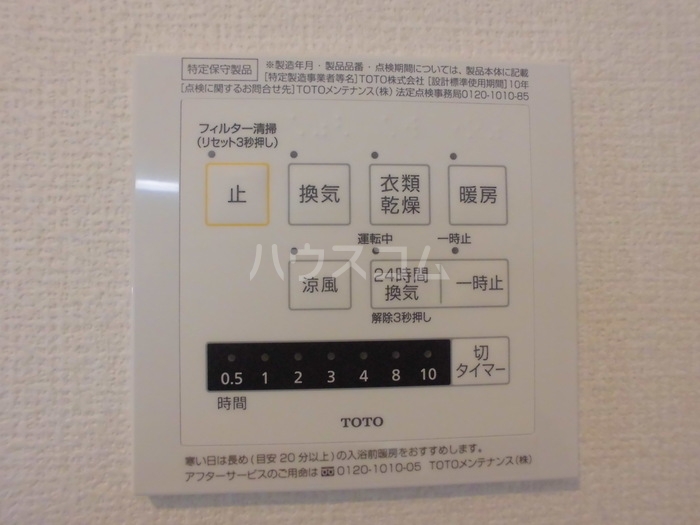 特定保守製品 ※製造年月・製品品番・点検期間については、製品本体に記載
[特定製造事業者等名]TOTO株式会社 [設計標準使用期間]10年
[点検に関するお問合せ先]TOTOメンテナンス(株) 法定点検事務局0120-1010-85
フィルター清掃
(リセット3秒押し)
止 換気 衣類乾燥 暖房
運転中 一時止
ハウスコム
涼風 24時間換気 一時止
解除3秒押し
0.5 1 2 3 4 8 10 切タイマー
時間
TOTO
寒い日は長め(目安20分以上)の入浴前暖房をおすすめします。
アフターサービスのご用命は 0120-1010-05 TOTOメンテナンス(株)